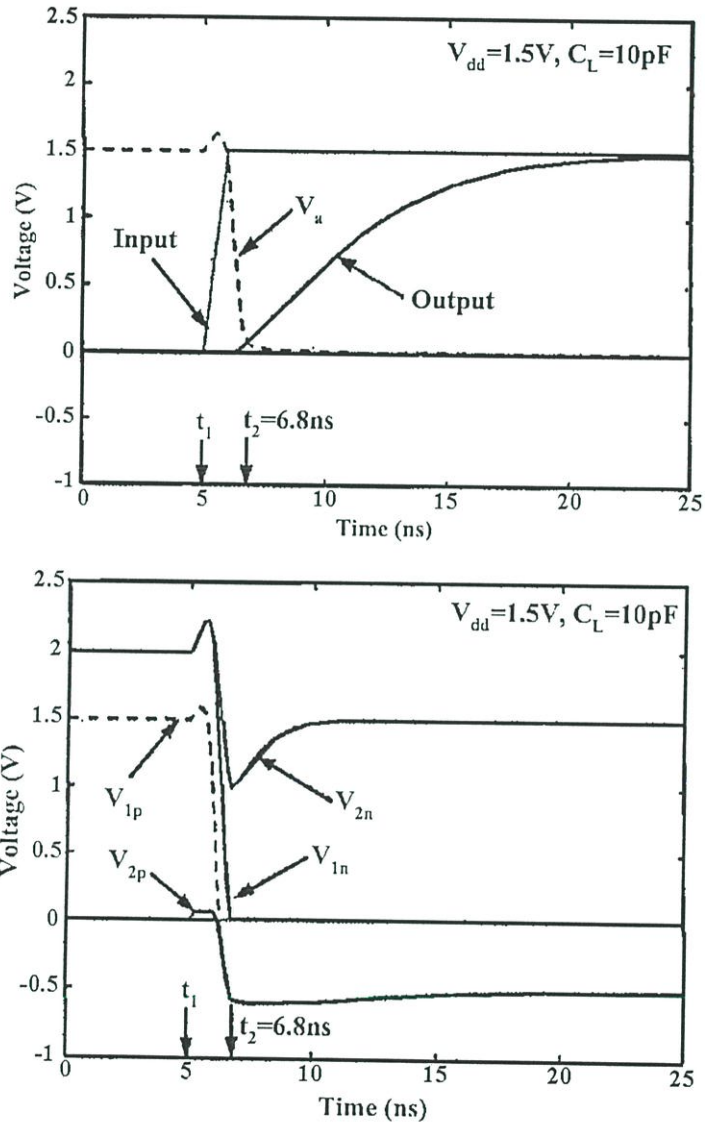 2.5
V_dd=1.5V, C_L=10pF
2
1.5
V_a
Input
1
Voltage (V)
0.5
Output
0
-0.5
t_1
t_2=6.8ns
-1
0 5 10 15 20 25
Time (ns)
2.5
V_dd=1.5V, C_L=10pF
2
1.5
V_1p
V_2n
1
Voltage (V)
V_2p
V_1n
0.5
0
-0.5
t_1
t_2=6.8ns
-1
0 5 10 15 20 25
Time (ns)